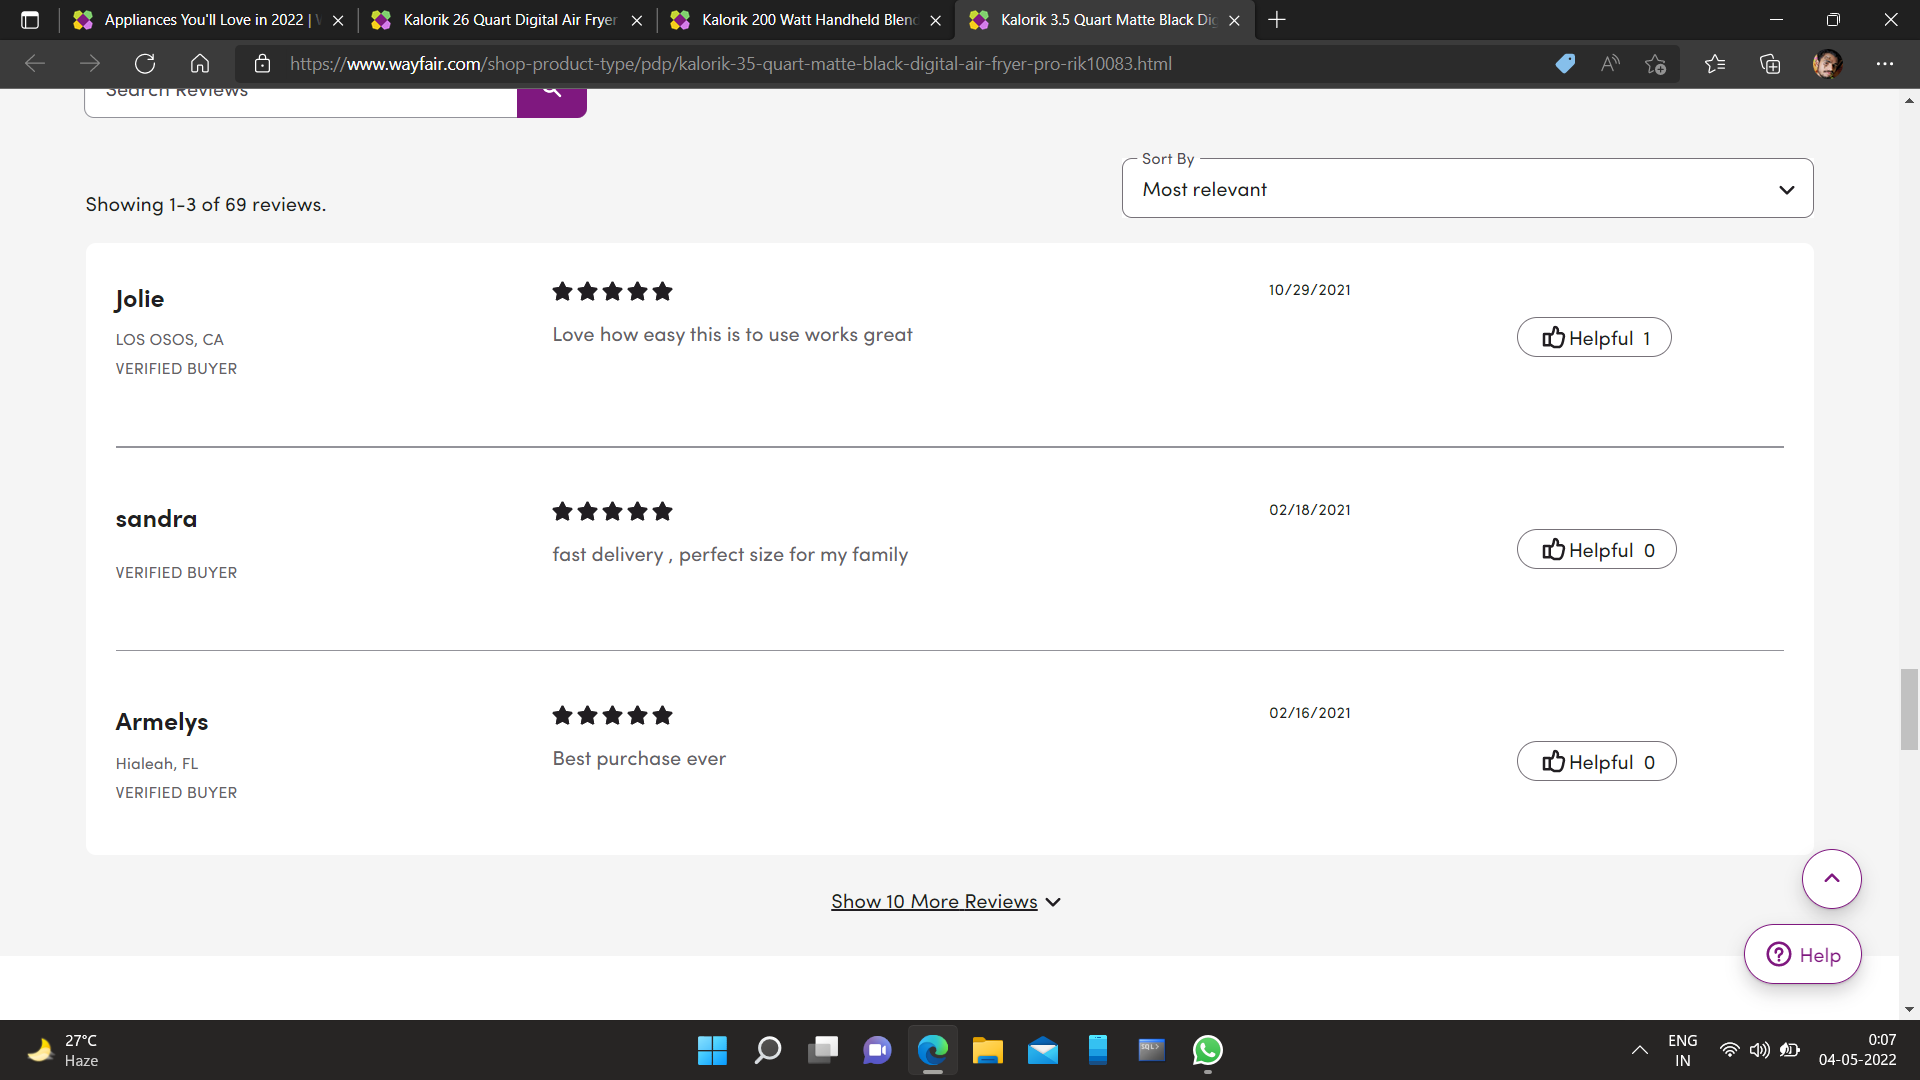 Appliances You'll Love in 2022 |
Kalorik 26 Quart Digital Air Fryer
Kalorik 200 Watt Handheld Blend
Kalorik 3.5 Quart Matte Black Dig
https://www.wayfair.com/shop-product-type/pdp/kalorik-35-quart-matte-black-digital-air-fryer-pro-rik10083.html
Search Reviews
Sort By
Most relevant
Showing 1-3 of 69 reviews.
Jolie
10/29/2021
LOS OSOS, CA
Love how easy this is to use works great
Helpful 1
VERIFIED BUYER
sandra
02/18/2021
fast delivery , perfect size for my family
Helpful 0
VERIFIED BUYER
Armelys
02/16/2021
Hialeah, FL
Best purchase ever
Helpful 0
VERIFIED BUYER
Show 10 More Reviews
Help
27°C
Haze
SQL>
ENG
IN
0:07
04-05-2022